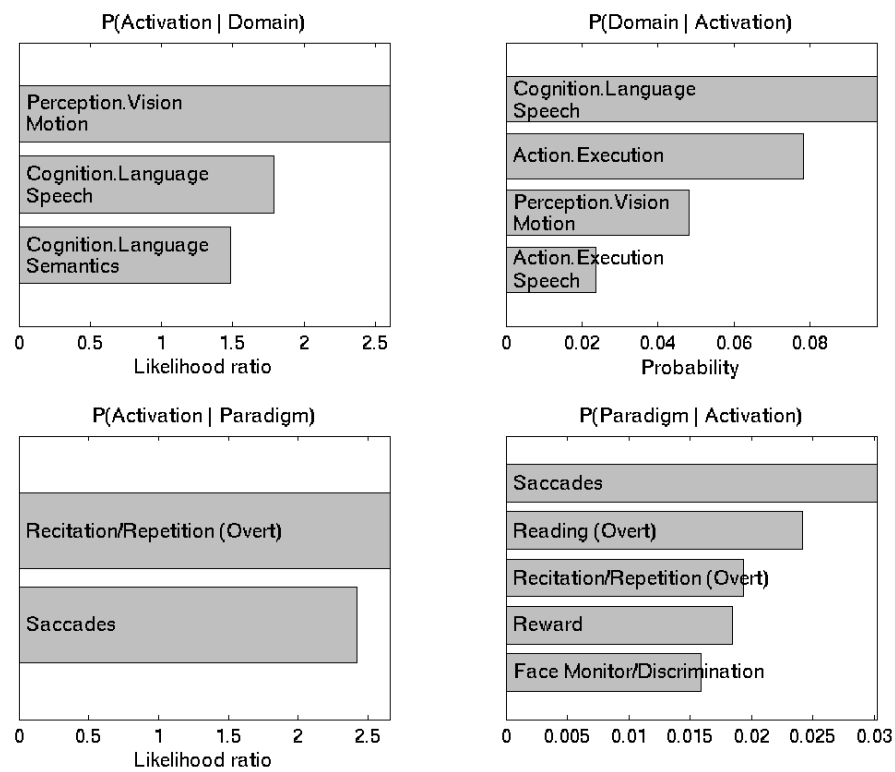 P(Activation | Domain)
Perception.Vision
Motion
Cognition.Language
Speech
Cognition.Language
Semantics
0 0.5 1 1.5 2 2.5
Likelihood ratio
P(Domain | Activation)
Cognition.Language
Speech
Action.Execution
Perception.Vision
Motion
Action.Execution
Speech
0 0.02 0.04 0.06 0.08
Probability
P(Activation | Paradigm)
Recitation/Repetition (Overt)
Saccades
0 0.5 1 1.5 2 2.5
Likelihood ratio
P(Paradigm | Activation)
Saccades
Reading (Overt)
Recitation/Repetition (Overt)
Reward
Face Monitor/Discrimination
0 0.005 0.01 0.015 0.02 0.025 0.03